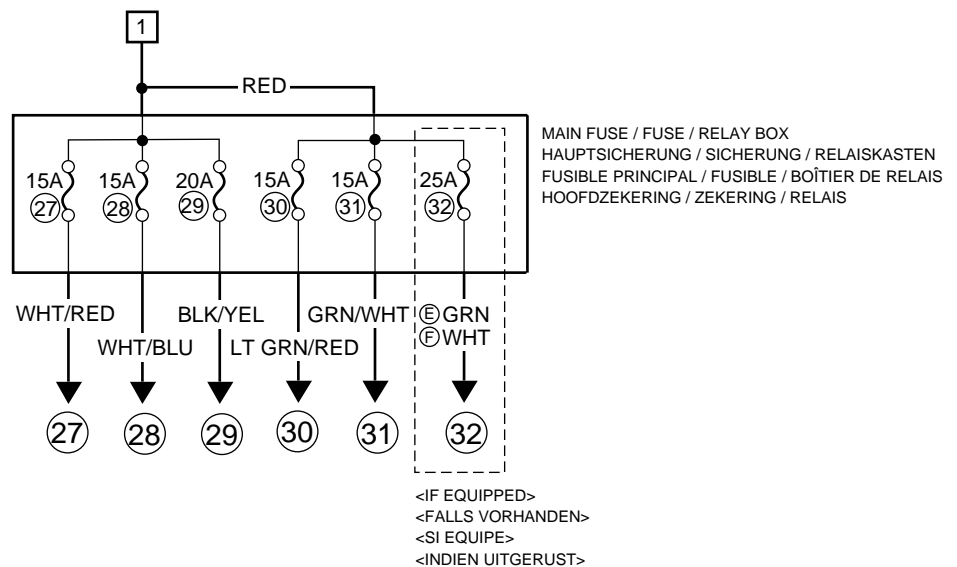 1
RED
MAIN FUSE / FUSE / RELAY BOX
HAUPTSICHERUNG / SICHERUNG / RELAISKASTEN
FUSIBLE PRINCIPAL / FUSIBLE / BOÎTIER DE RELAIS
HOOFDZEKERING / ZEKERING / RELAIS
15A 15A 20A 15A 15A 25A
27 28 29 30 31 32
WHT/RED BLK/YEL GRN/WHT E GRN
WHT/BLU LT GRN/RED F WHT
27 28 29 30 31 32
<IF EQUIPPED>
<FALLS VORHANDEN>
<SI EQUIPE>
<INDIEN UITGERUST>